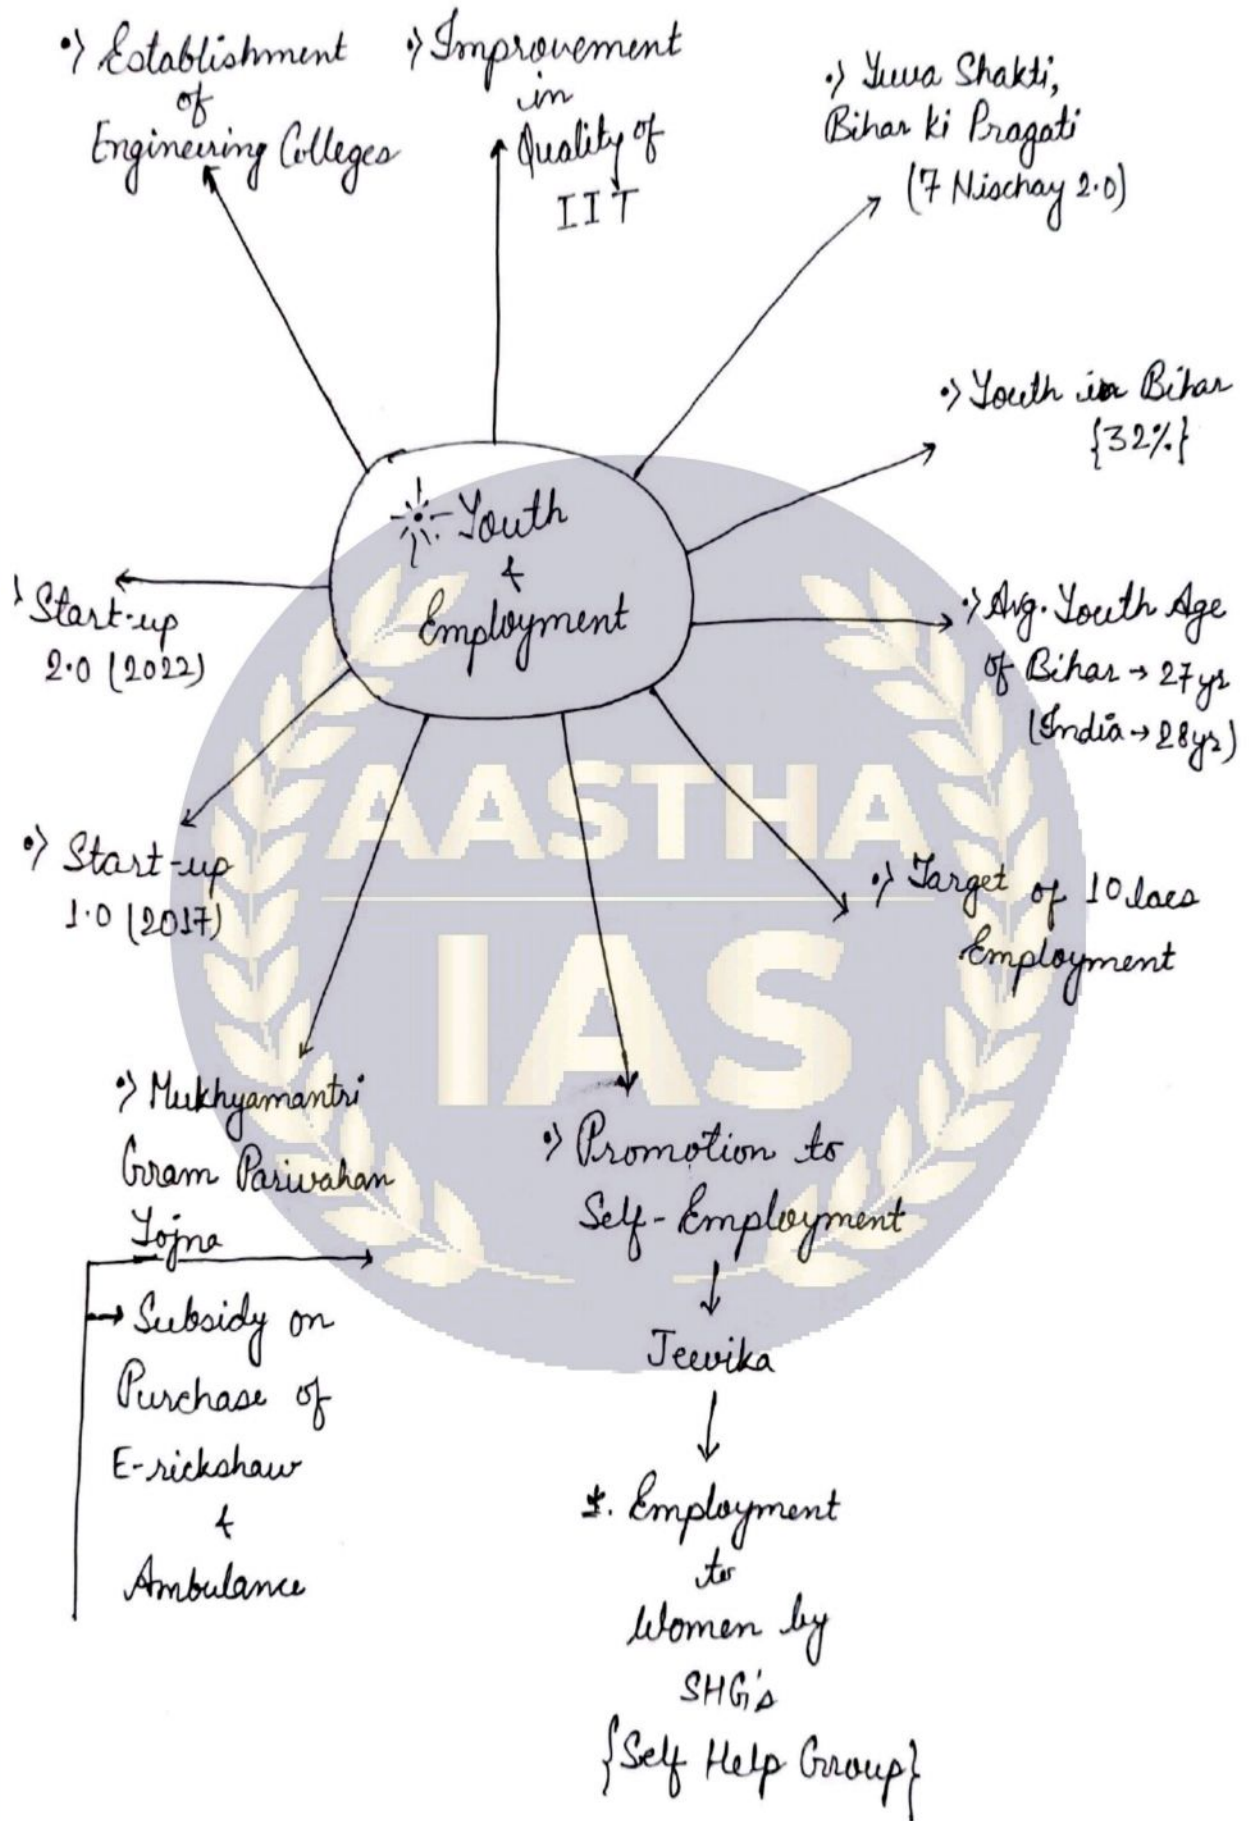 •) Establishment
of
Engineering Colleges
•) Improvement
in
Quality of
IIT
•) Yuva Shakti,
Bihar ki Pragati
(7 Nischay 2.0)
•) Youth in Bihar
{32%}
Youth
&
Employment
•) Avg. Youth Age
of Bihar → 27yr
(India → 28yr)
) Start-up
2.0 (2022)
•) Start-up
1.0 (2017)
•) Target of 10 lacs
Employment
AASTHA
IAS
•) Mukhyamantri
Gram Parivahan
Yojna
→ Subsidy on
Purchase of
E-rickshaw
&
Ambulance
•) Promotion to
Self-Employment
↓
Jeevika
↓
*. Employment
to
Women by
SHG's
{Self Help Group}